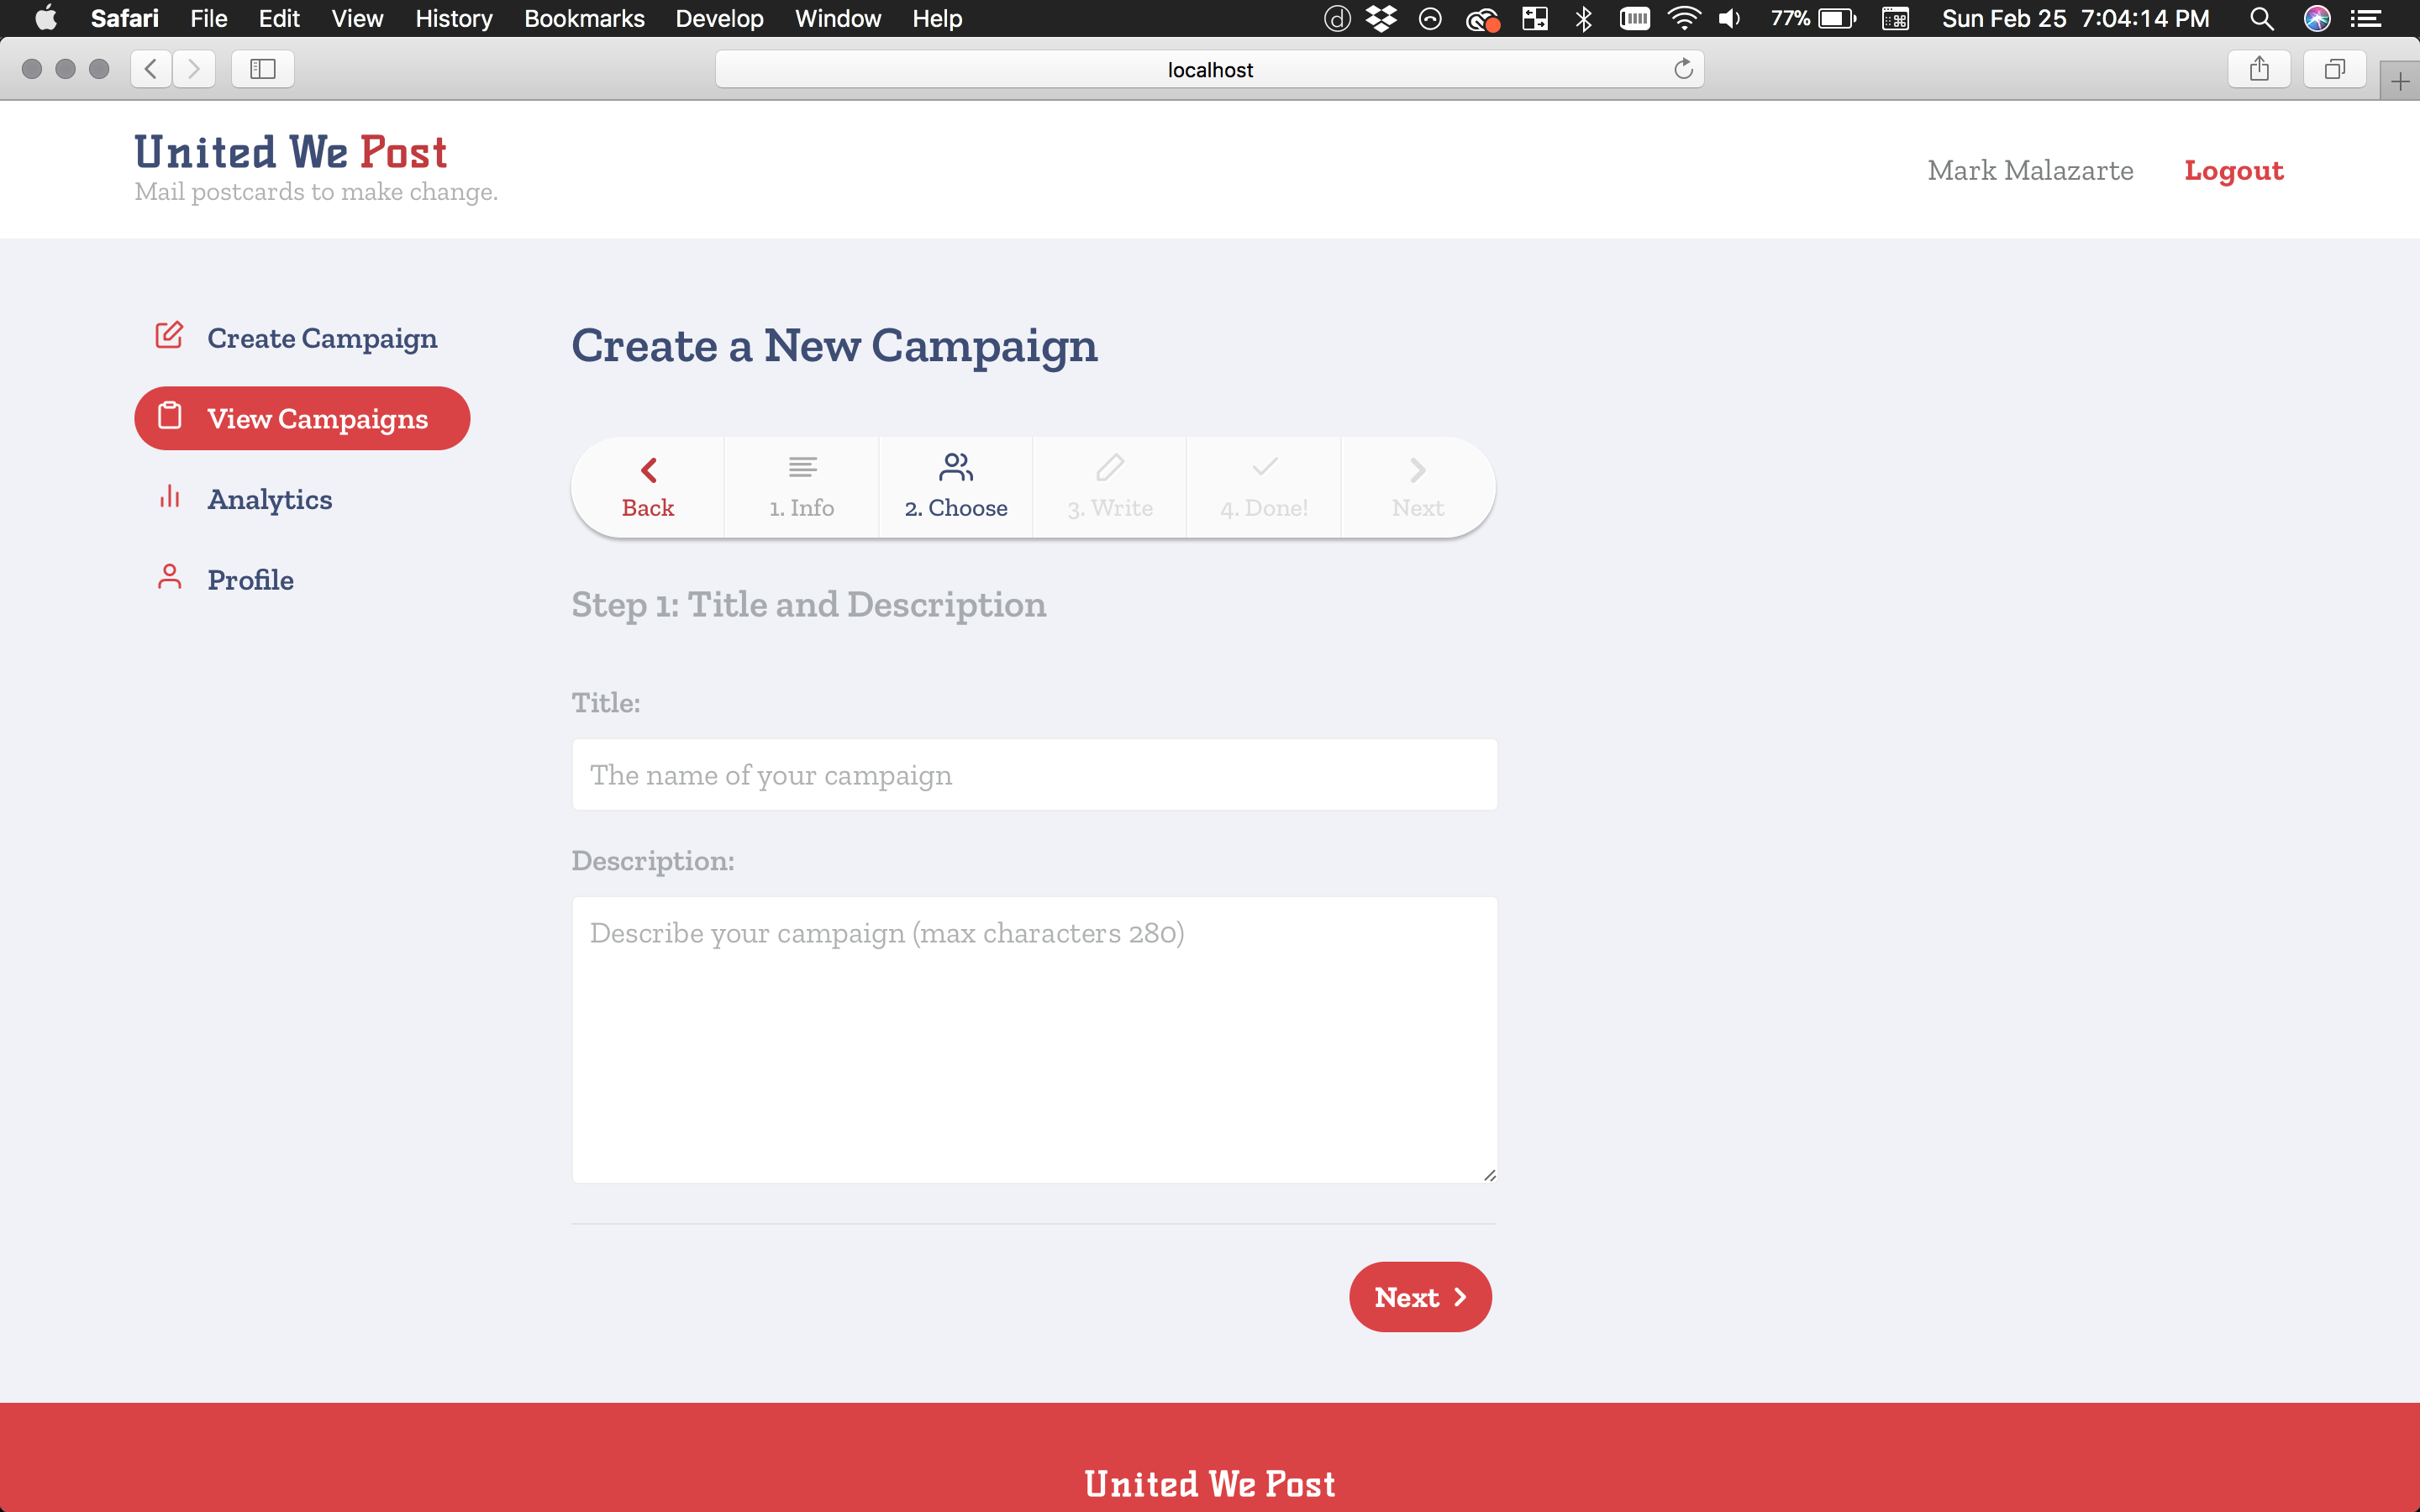 Safari File Edit View History Bookmarks Develop Window Help 77% Sun Feb 25 7:04:14 PM
localhost
United We Post
Mail postcards to make change.
Mark Malazarte Logout
Create Campaign
View Campaigns
Analytics
Profile
Create a New Campaign
Back 1. Info 2. Choose 3. Write 4. Done! Next
Step 1: Title and Description
Title:
The name of your campaign
Description:
Describe your campaign (max characters 280)
Next
United We Post